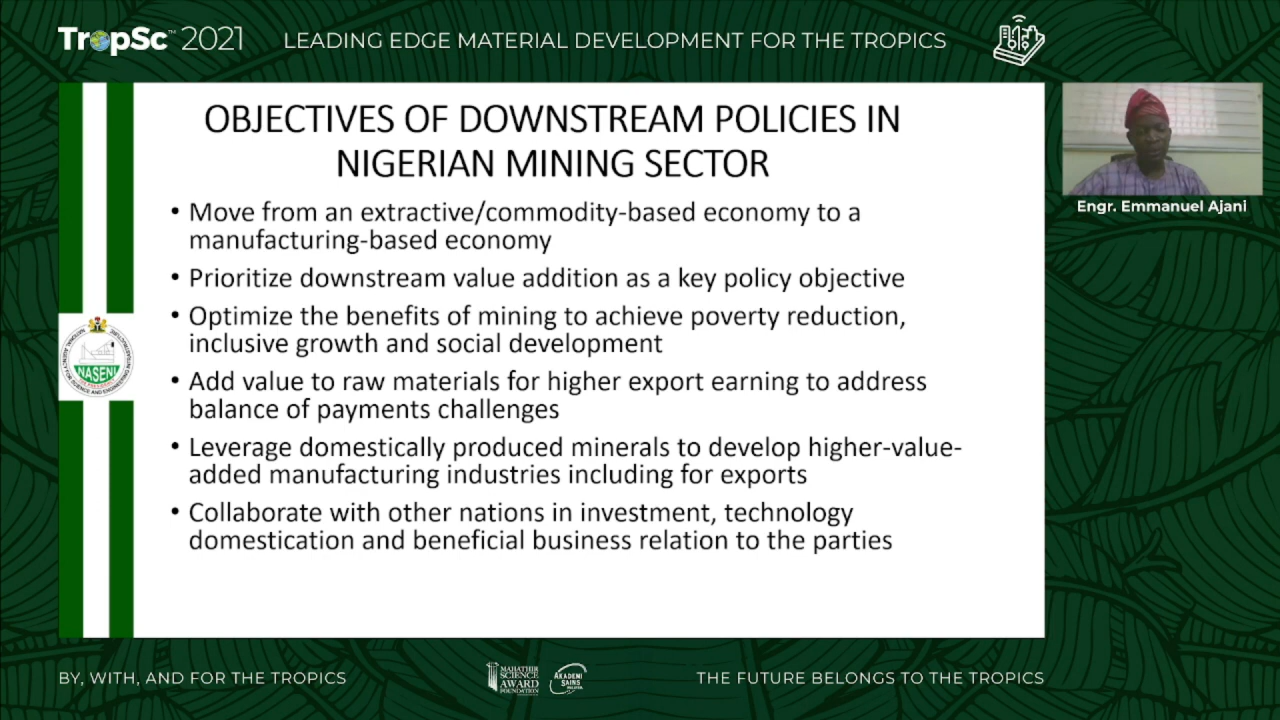 TropSc™ 2021
LEADING EDGE MATERIAL DEVELOPMENT FOR THE TROPICS
OBJECTIVES OF DOWNSTREAM POLICIES IN
NIGERIAN MINING SECTOR
• Move from an extractive/commodity-based economy to a
manufacturing-based economy
• Prioritize downstream value addition as a key policy objective
• Optimize the benefits of mining to achieve poverty reduction,
inclusive growth and social development
• Add value to raw materials for higher export earning to address
balance of payments challenges
• Leverage domestically produced minerals to develop higher-value-
added manufacturing industries including for exports
• Collaborate with other nations in investment, technology
domestication and beneficial business relation to the parties
NASENI
Engr. Emmanuel Ajani
BY, WITH, AND FOR THE TROPICS
MAHATHIR
SCIENCE
AWARD
FOUNDATION
AKADEMI
SAINS
THE FUTURE BELONGS TO THE TROPICS